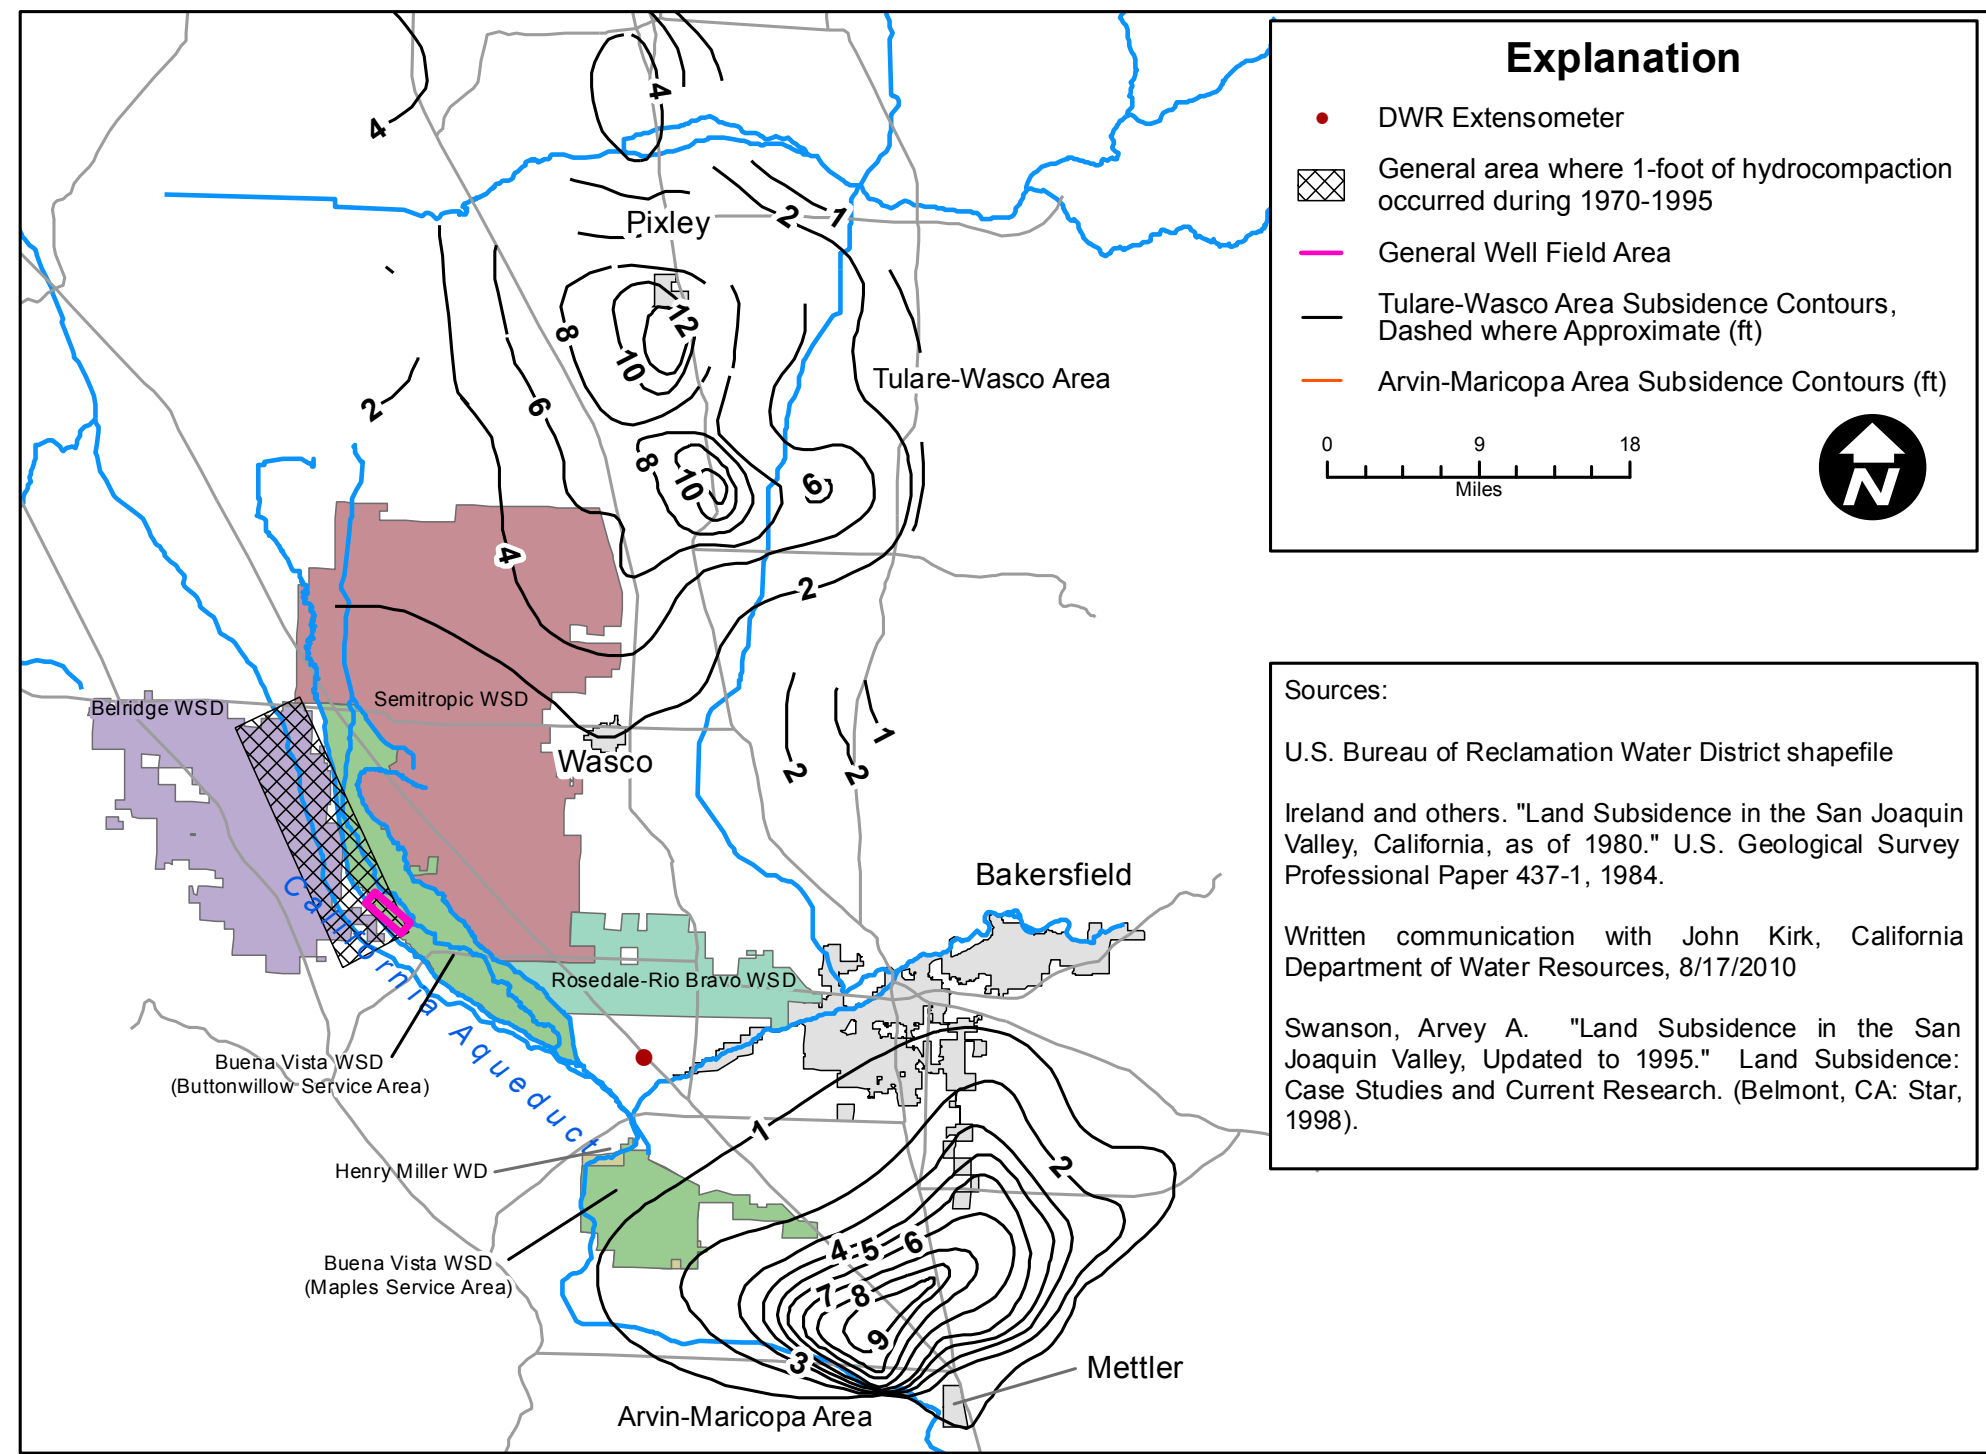 Explanation
DWR Extensometer
General area where 1-foot of hydrocompaction
occurred during 1970-1995
General Well Field Area
Tulare-Wasco Area Subsidence Contours,
Dashed where Approximate (ft)
Arvin-Maricopa Area Subsidence Contours (ft)
0 9 18
Miles
N
Sources:
U.S. Bureau of Reclamation Water District shapefile
Ireland and others. "Land Subsidence in the San Joaquin
Valley, California, as of 1980." U.S. Geological Survey
Professional Paper 437-1, 1984.
Written communication with John Kirk, California
Department of Water Resources, 8/17/2010
Swanson, Arvey A. "Land Subsidence in the San
Joaquin Valley, Updated to 1995." Land Subsidence:
Case Studies and Current Research. (Belmont, CA: Star,
1998).
4
4
Pixley
2
1
12
8
10
Tulare-Wasco Area
2
6
8
10
6
4
2
Belridge WSD
Semitropic WSD
1
2
2
Wasco
Bakersfield
California Aqueduct
Rosedale-Rio Bravo WSD
Buena Vista WSD
(Buttonwillow Service Area)
1
2
Henry Miller WD
4
5
6
Buena Vista WSD
(Maples Service Area)
7
8
9
3
Mettler
Arvin-Maricopa Area